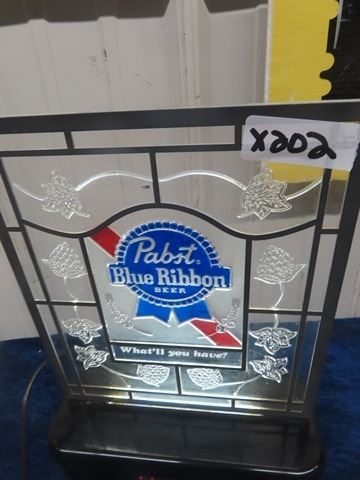 X202
Pabst
Blue Ribbon
BEER
What'll you have?